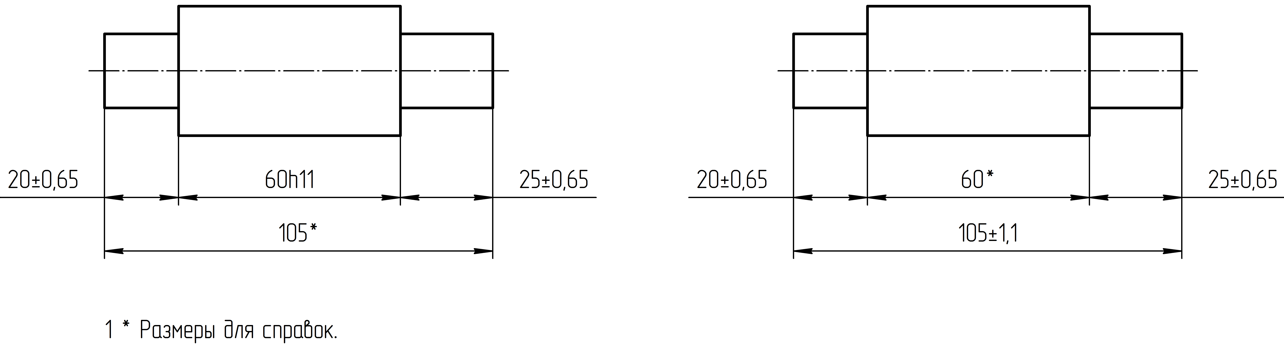 20±0,65 60h11 25±0,65
105*
20±0,65 60* 25±0,65
105±1,1
1 * Размеры для справок.